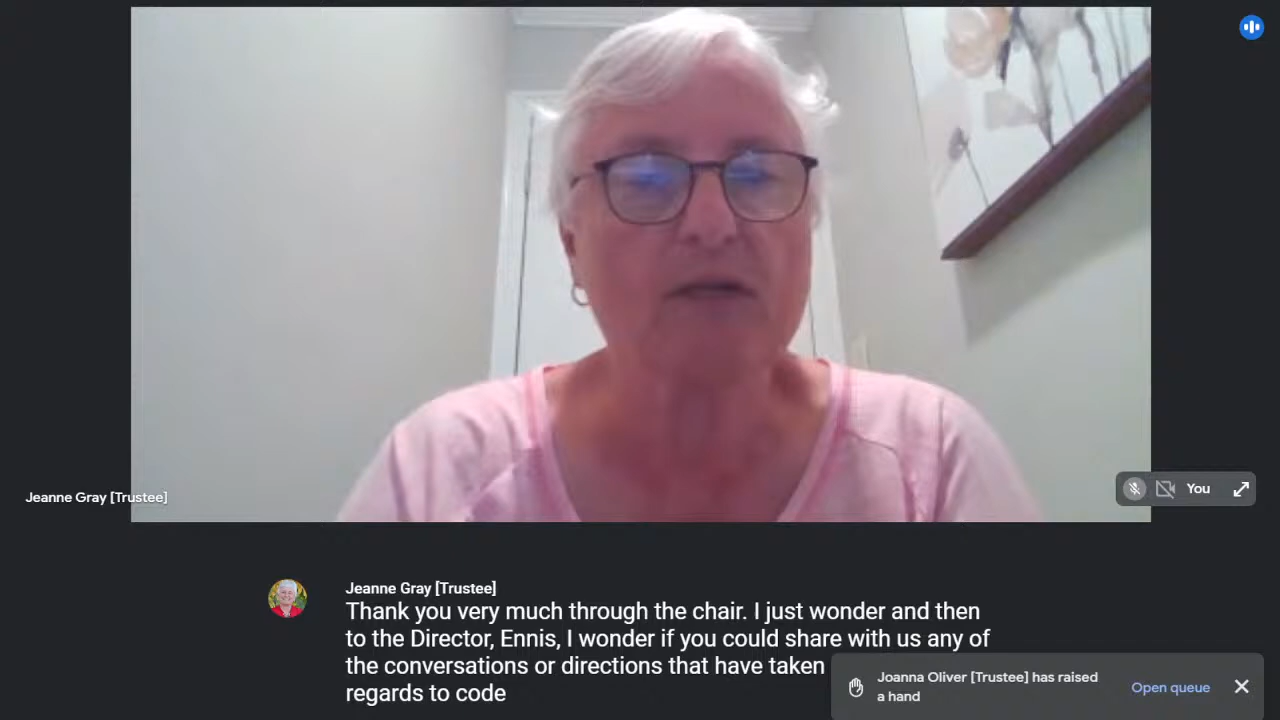 You
Jeanne Gray [Trustee]
Jeanne Gray [Trustee]
Thank you very much through the chair. I just wonder and then
to the Director, Ennis, I wonder if you could share with us any of
the conversations or directions that have taken
regards to code
Joanna Oliver [Trustee] has raised
a hand
Open queue